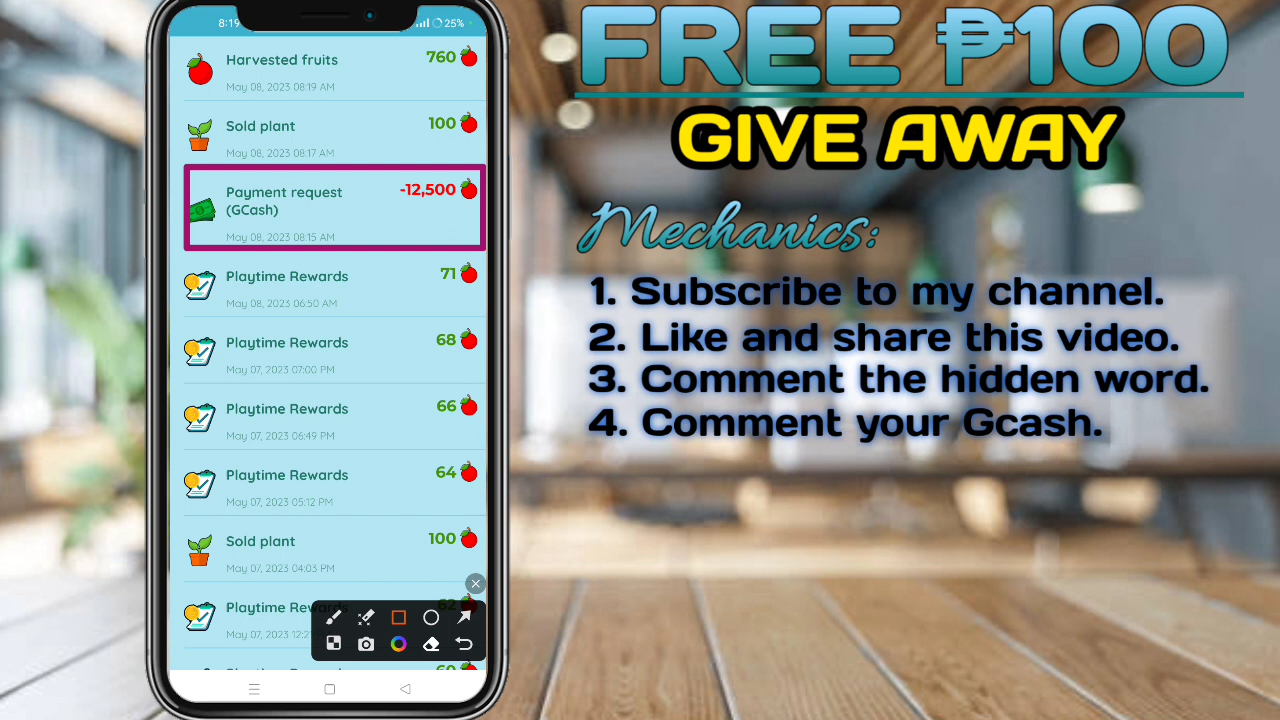 8:19
25%
Harvested fruits
760
May 08, 2023 08:19 AM
Sold plant
100
May 08, 2023 08:17 AM
Payment request
(GCash)
-12,500
May 08, 2023 08:15 AM
Playtime Rewards
71
May 08, 2023 06:50 AM
Playtime Rewards
68
May 07, 2023 07:00 PM
Playtime Rewards
66
May 07, 2023 06:49 PM
Playtime Rewards
64
May 07, 2023 05:12 PM
Sold plant
100
May 07, 2023 04:03 PM
Playtime Rewards
62
May 07, 2023 12:2
FREE ₱100
GIVE AWAY
Mechanics:
1. Subscribe to my channel.
2. Like and share this video.
3. Comment the hidden word.
4. Comment your Gcash.